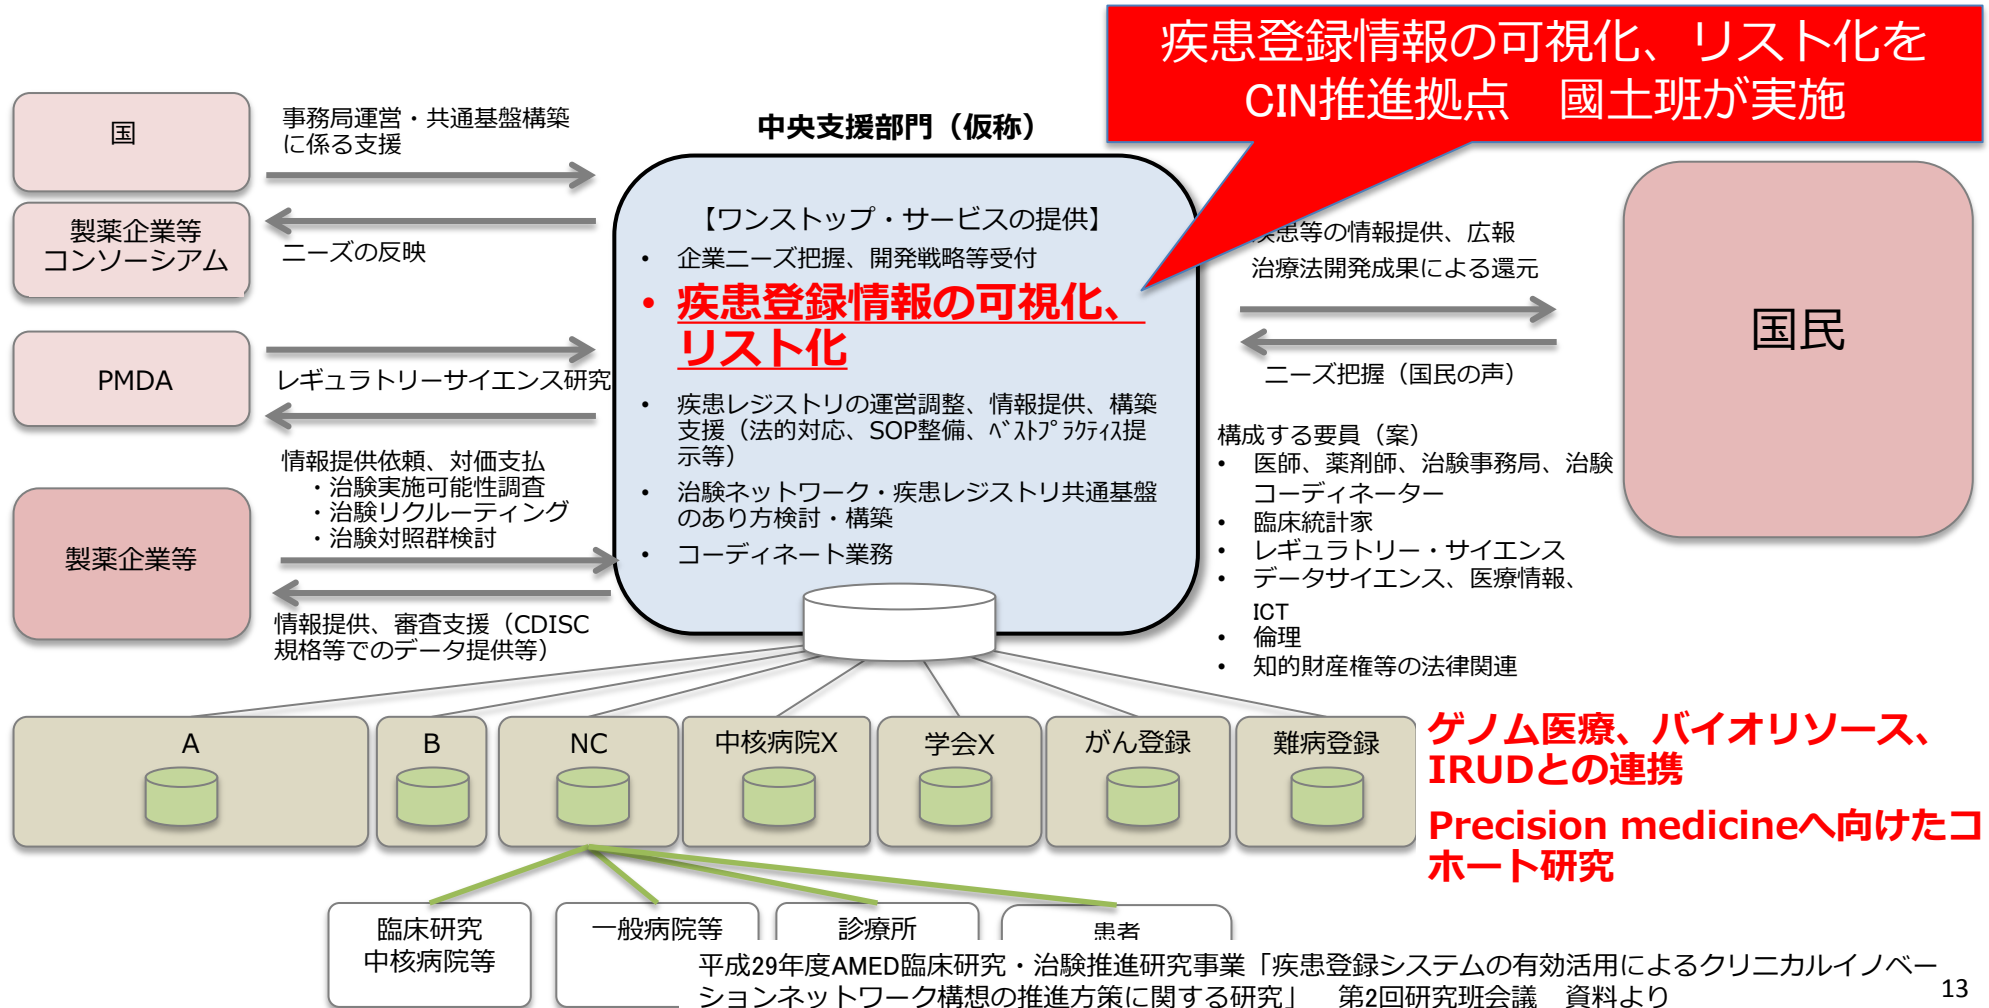 疾患登録情報の可視化、リスト化を
CIN推進拠点　國土班が実施
国
製薬企業等
コンソーシアム
PMDA
製薬企業等
事務局運営・共通基盤構築
に係る支援
ニーズの反映
レギュラトリーサイエンス研究
情報提供依頼、対価支払
・治験実施可能性調査
・治験リクルーティング
・治験対照群検討
情報提供、審査支援（CDISC
規格等でのデータ提供等）
中央支援部門（仮称）
【ワンストップ・サービスの提供】
• 企業ニーズ把握、開発戦略等受付
• 疾患登録情報の可視化、
リスト化
• 疾患レジストリの運営調整、情報提供、構築
支援（法的対応、SOP整備、ﾍﾞｽﾄﾌﾟﾗｸﾃｨｽ提
示等）
• 治験ネットワーク・疾患レジストリ共通基盤
のあり方検討・構築
• コーディネート業務
疾患等の情報提供、広報
治療法開発成果による還元
ニーズ把握（国民の声）
国民
構成する要員（案）
• 医師、薬剤師、治験事務局、治験
コーディネーター
• 臨床統計家
• レギュラトリー・サイエンス
• データサイエンス、医療情報、
ICT
• 倫理
• 知的財産権等の法律関連
A
B
NC
中核病院X
学会X
がん登録
難病登録
ゲノム医療、バイオリソース、
IRUDとの連携
Precision medicineへ向けたコ
ホート研究
臨床研究
中核病院等
一般病院等
診療所
患者
平成29年度AMED臨床研究・治験推進研究事業「疾患登録システムの有効活用によるクリニカルイノベー
ションネットワーク構想の推進方策に関する研究」　第2回研究班会議　資料より
13